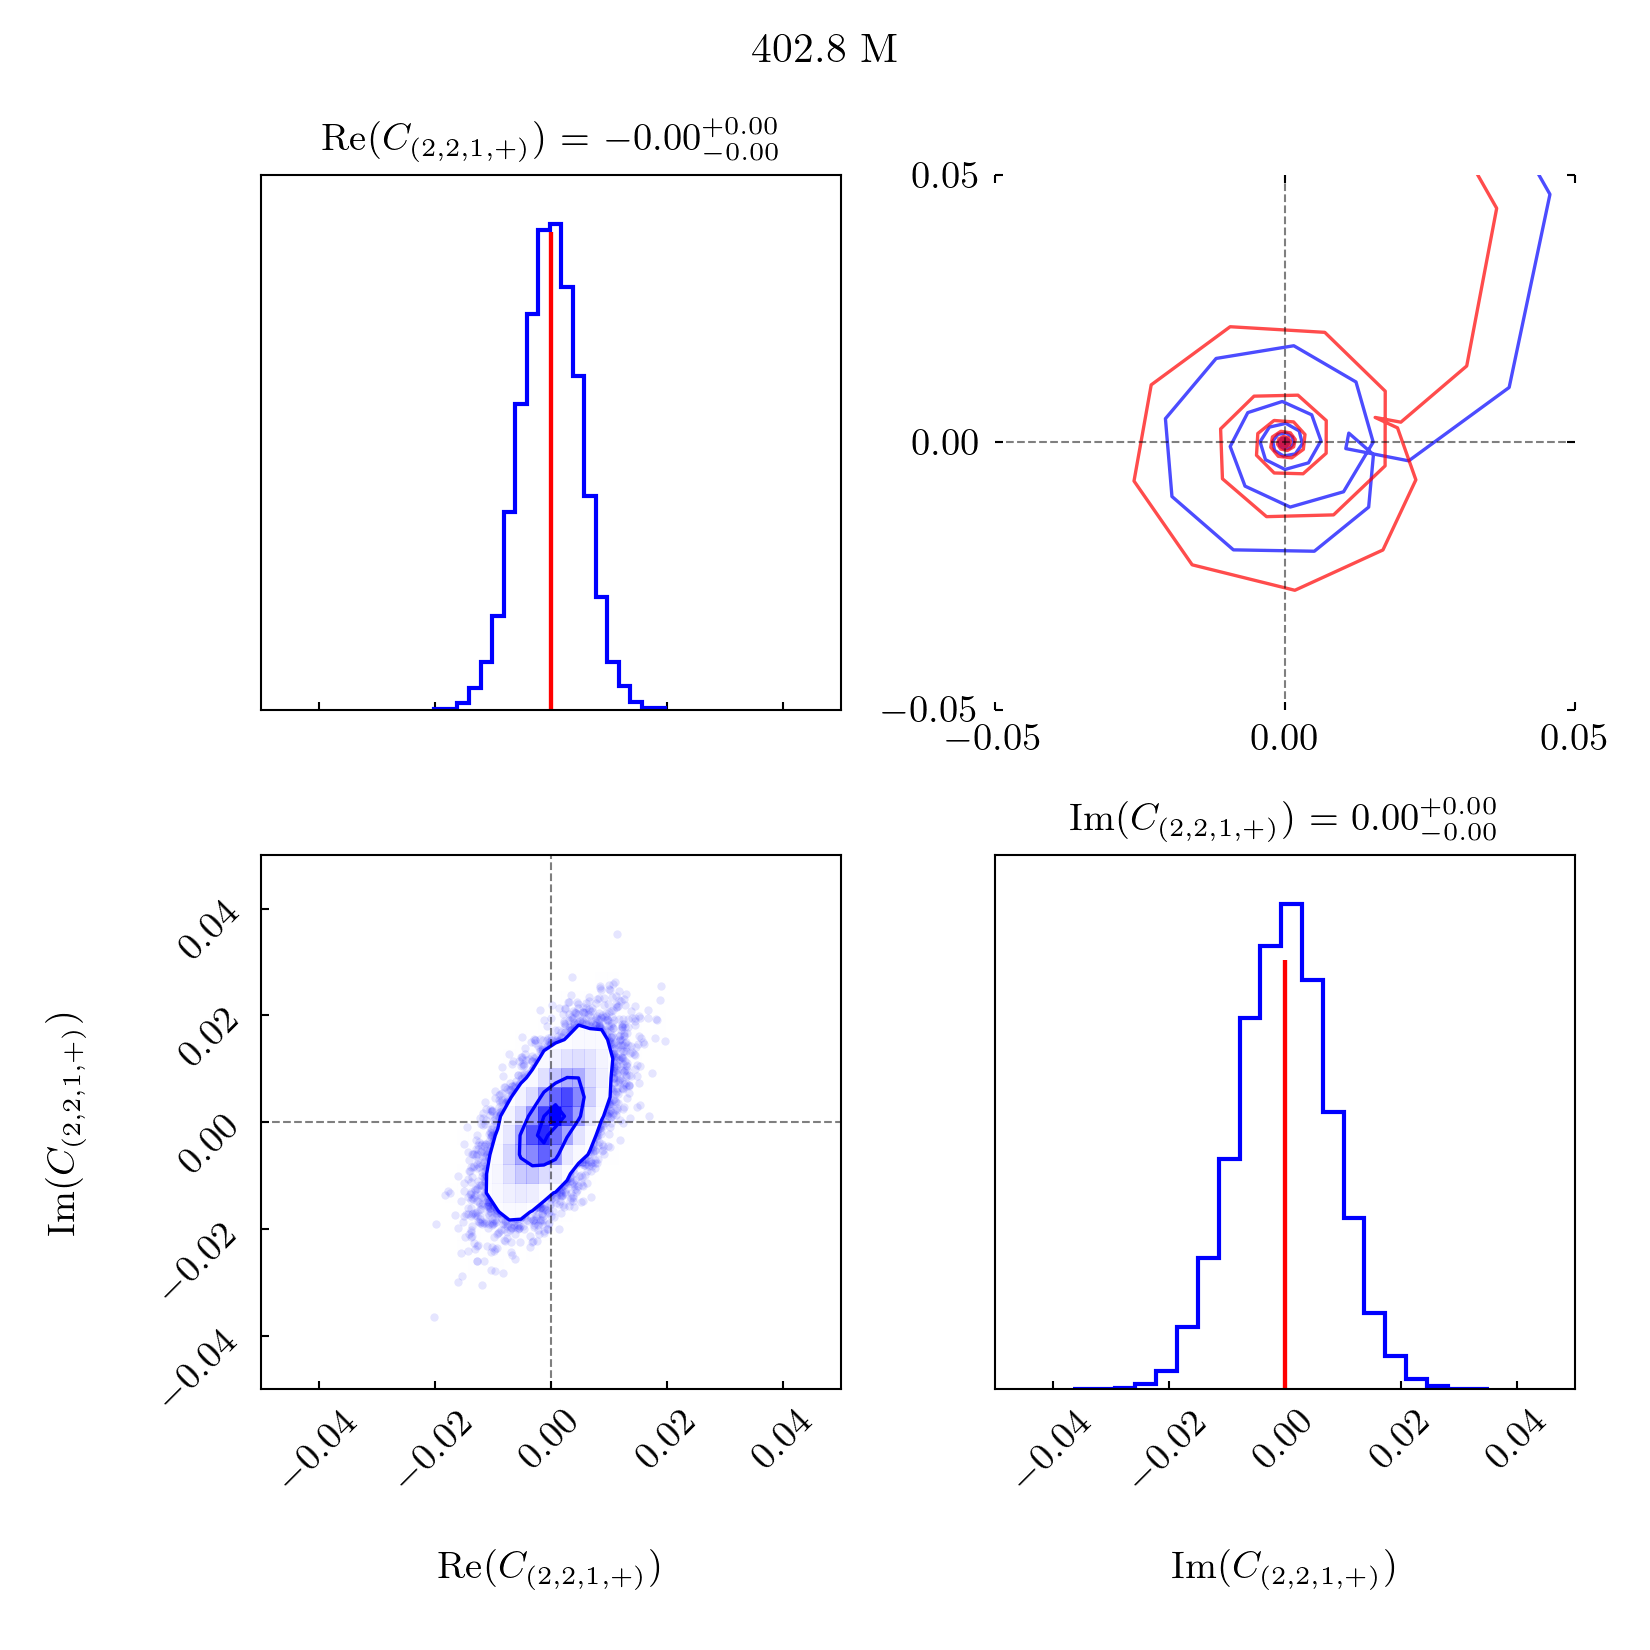 402.8 M
Re(C₍₂,₂,₁,₊₎) = −0.00⁺⁰·⁰⁰₋₀.₀₀
0.05
0.00
−0.05
−0.05 0.00 0.05
Im(C₍₂,₂,₁,₊₎) = 0.00⁺⁰·⁰⁰₋₀.₀₀
Im(C₍₂,₂,₁,₊₎)
0.04
0.02
0.00
−0.02
−0.04
−0.04 −0.02 0.00 0.02 0.04
Re(C₍₂,₂,₁,₊₎)
−0.04 −0.02 0.00 0.02 0.04
Im(C₍₂,₂,₁,₊₎)